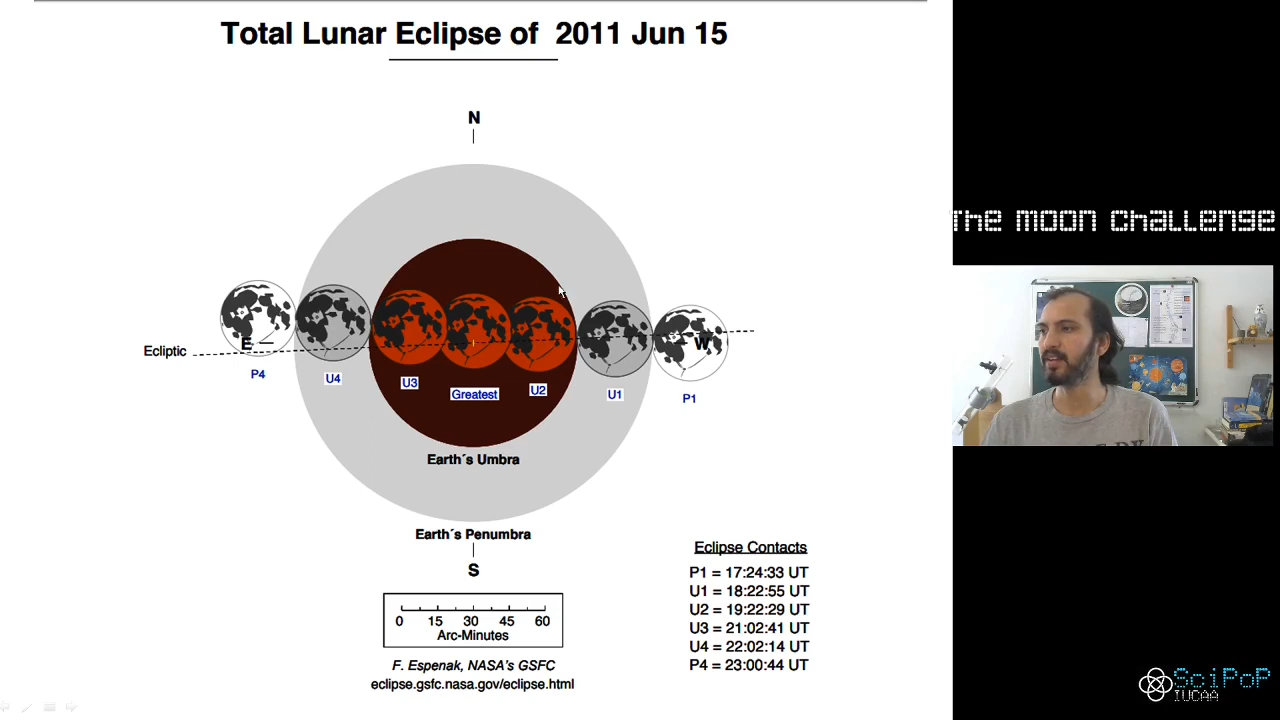 Total Lunar Eclipse of 2011 Jun 15
N
Ecliptic
E
W
P4
U4
U3
Greatest
U2
U1
P1
Earth´s Umbra
Earth´s Penumbra
S
0 15 30 45 60
Arc-Minutes
F. Espenak, NASA's GSFC
eclipse.gsfc.nasa.gov/eclipse.html
Eclipse Contacts
P1 = 17:24:33 UT
U1 = 18:22:55 UT
U2 = 19:22:29 UT
U3 = 21:02:41 UT
U4 = 22:02:14 UT
P4 = 23:00:44 UT
The moon challenge
SciPoP
IUCAA